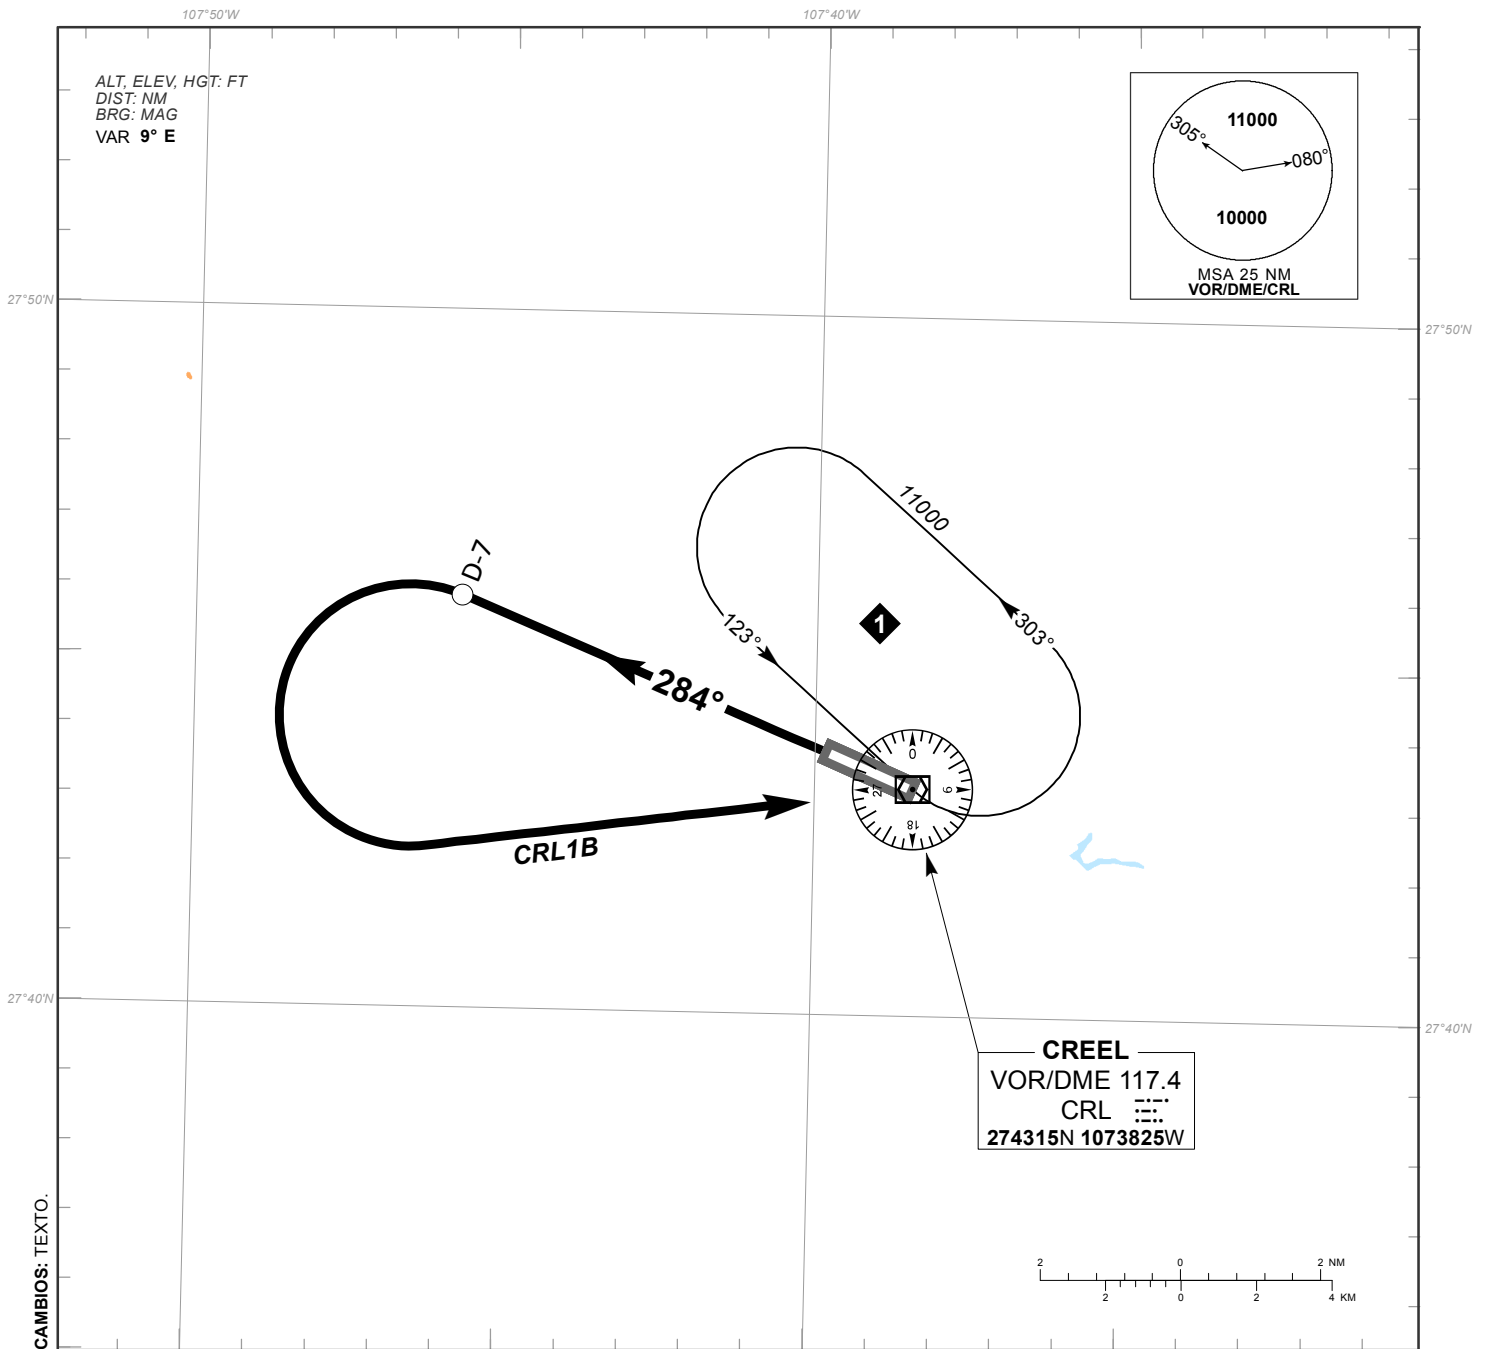 107°50'W
107°40'W
ALT, ELEV, HGT: FT
DIST: NM
BRG: MAG
VAR 9° E
11000
305°
080°
10000
MSA 25 NM
VOR/DME/CRL
27°50'N
27°50'N
11000
D-7
123°
1
303°
284°
0
27
9
18
CRL1B
27°40'N
27°40'N
CREEL
VOR/DME 117.4
CRL
274315N 1073825W
CAMBIOS: TEXTO.
2 0 2 NM
2 0 2 4 KM